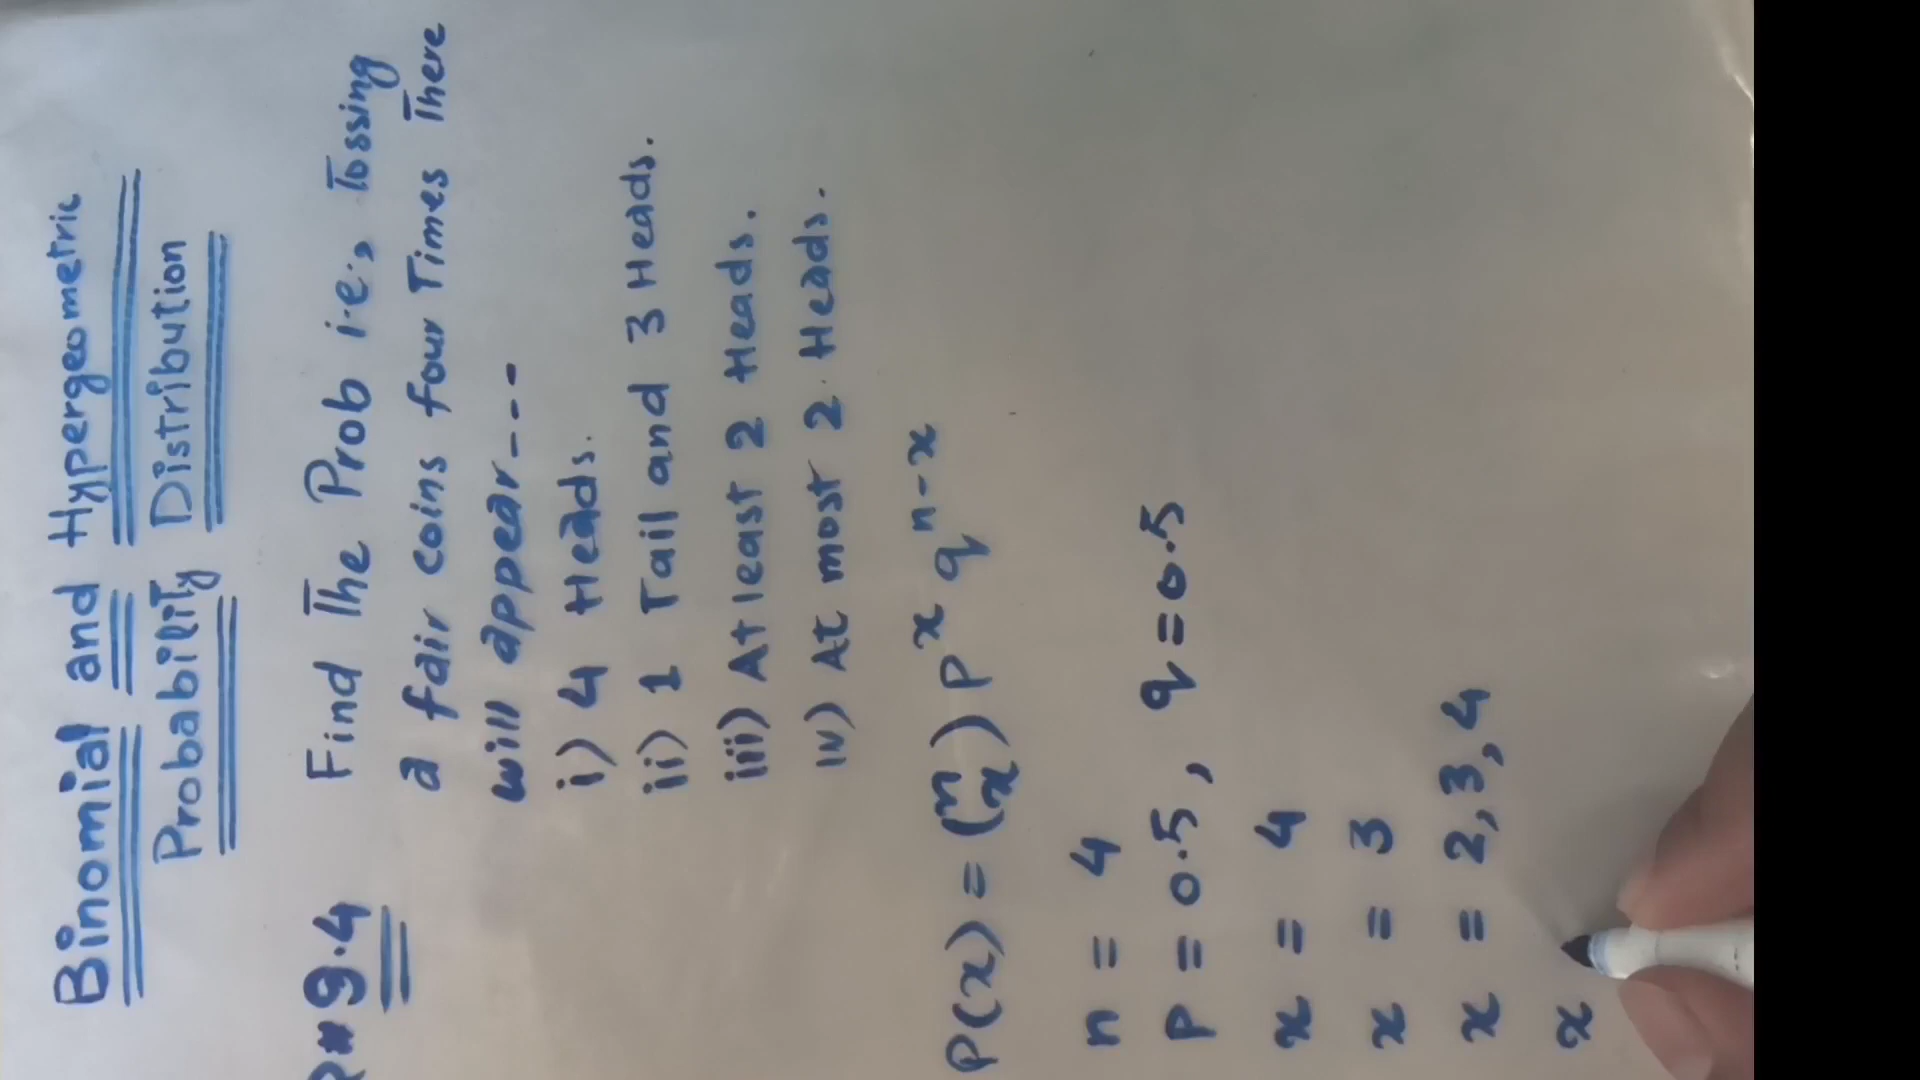 Binomial and Hypergeometric
Probability Distribution
9.4 Find The Prob i.e., Tossing
a fair coins four Times There
will appear----
i) 4 Heads.
ii) 1 Tail and 3 Heads.
iii) At least 2 Heads.
iv) At most 2 Heads.
P(x) = (n x) p^x q^n-x
n = 4
P = 0.5, q = 0.5
x = 4
x = 3
x = 2,3,4
x